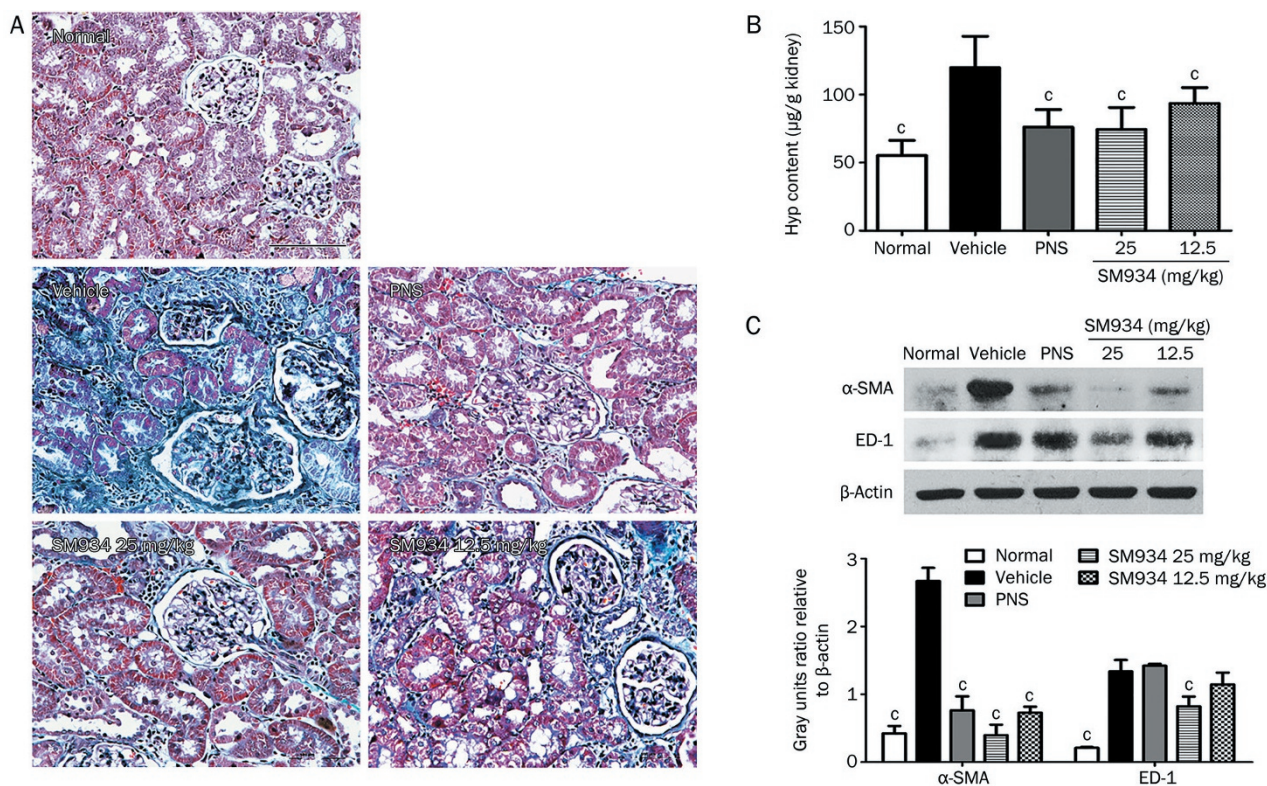 A
Normal
Vehicle
PNS
SM934 25 mg/kg
SM934 12.5 mg/kg
B
Hyp content (μg/g kidney)
150
100
50
0
c
c
c
c
Normal
Vehicle
PNS
25
12.5
SM934 (mg/kg)
C
SM934 (mg/kg)
Normal
Vehicle
PNS
25
12.5
α-SMA
ED-1
β-Actin
Gray units ratio relative
to β-actin
3
2
1
0
Normal
Vehicle
PNS
SM934 25 mg/kg
SM934 12.5 mg/kg
c
c
c
c
c
c
α-SMA
ED-1